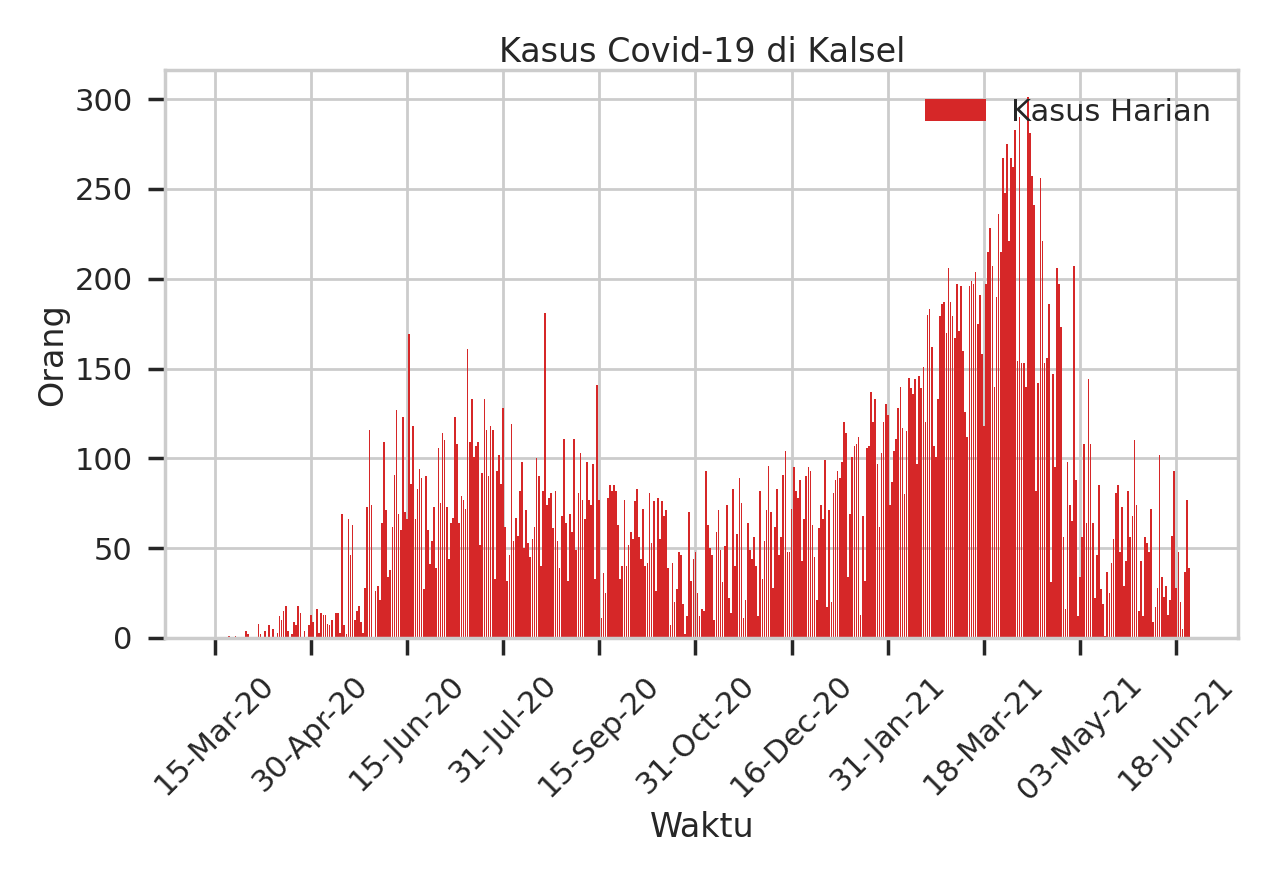 Kasus Covid-19 di Kalsel
Kasus Harian
Orang
300
250
200
150
100
50
0
15-Mar-20
30-Apr-20
15-Jun-20
31-Jul-20
15-Sep-20
31-Oct-20
16-Dec-20
31-Jan-21
18-Mar-21
03-May-21
18-Jun-21
Waktu